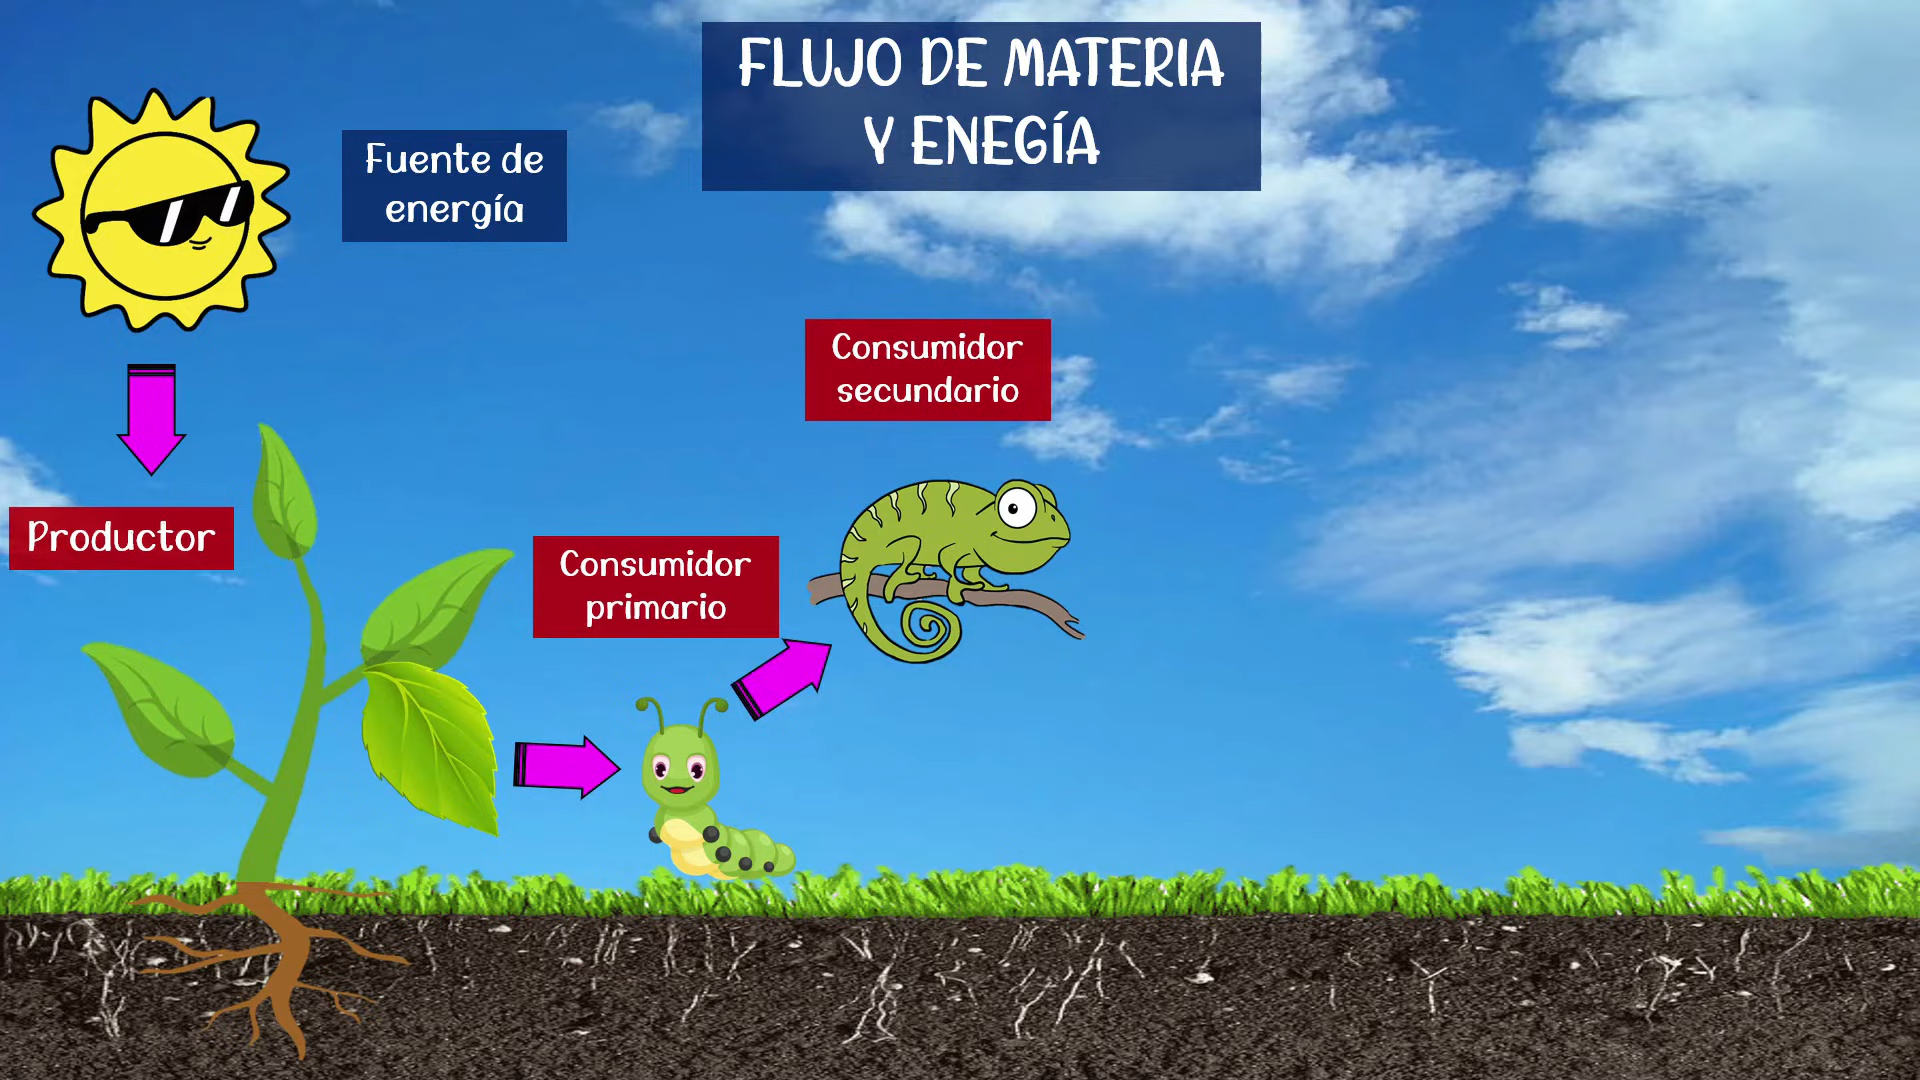 FLUJO DE MATERIA
Y ENEGÍA
Fuente de
energía
Consumidor
secundario
Productor
Consumidor
primario